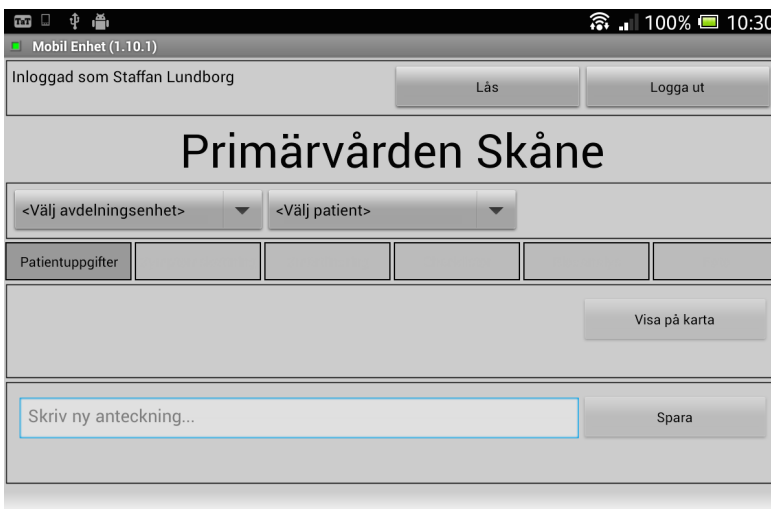 100% 10:30
Mobil Enhet (1.10.1)
Inloggad som Staffan Lundborg
Lås
Logga ut
Primärvården Skåne
<Välj avdelningsenhet>
<Välj patient>
Patientuppgifter
Visa på karta
Skriv ny anteckning...
Spara